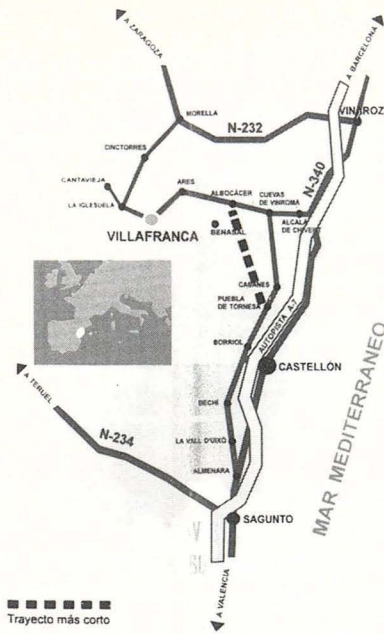 A ZARAGOZA
A BARCELONA
MORELLA
N-232
VINAROZ
CINCTORRES
N-340
CANTAVIEJA
ARES
ALBOCÁCER
CUEVAS
DE VIBROMÁ
LA IGLESUELA
ALCALÁ
DE CHIVERT
VILLAFRANCA
BENASAL
CABANES
PUEBLA
DE TORNESA
AUTOPISTA A-7
BORRIOL
CASTELLÓN
A TERUEL
BECHÍ
N-234
LA VALL D'UIXÓ
MAR MEDITERRANEO
ALMENARA
SAGUNTO
A VALENCIA
Trayecto más corto